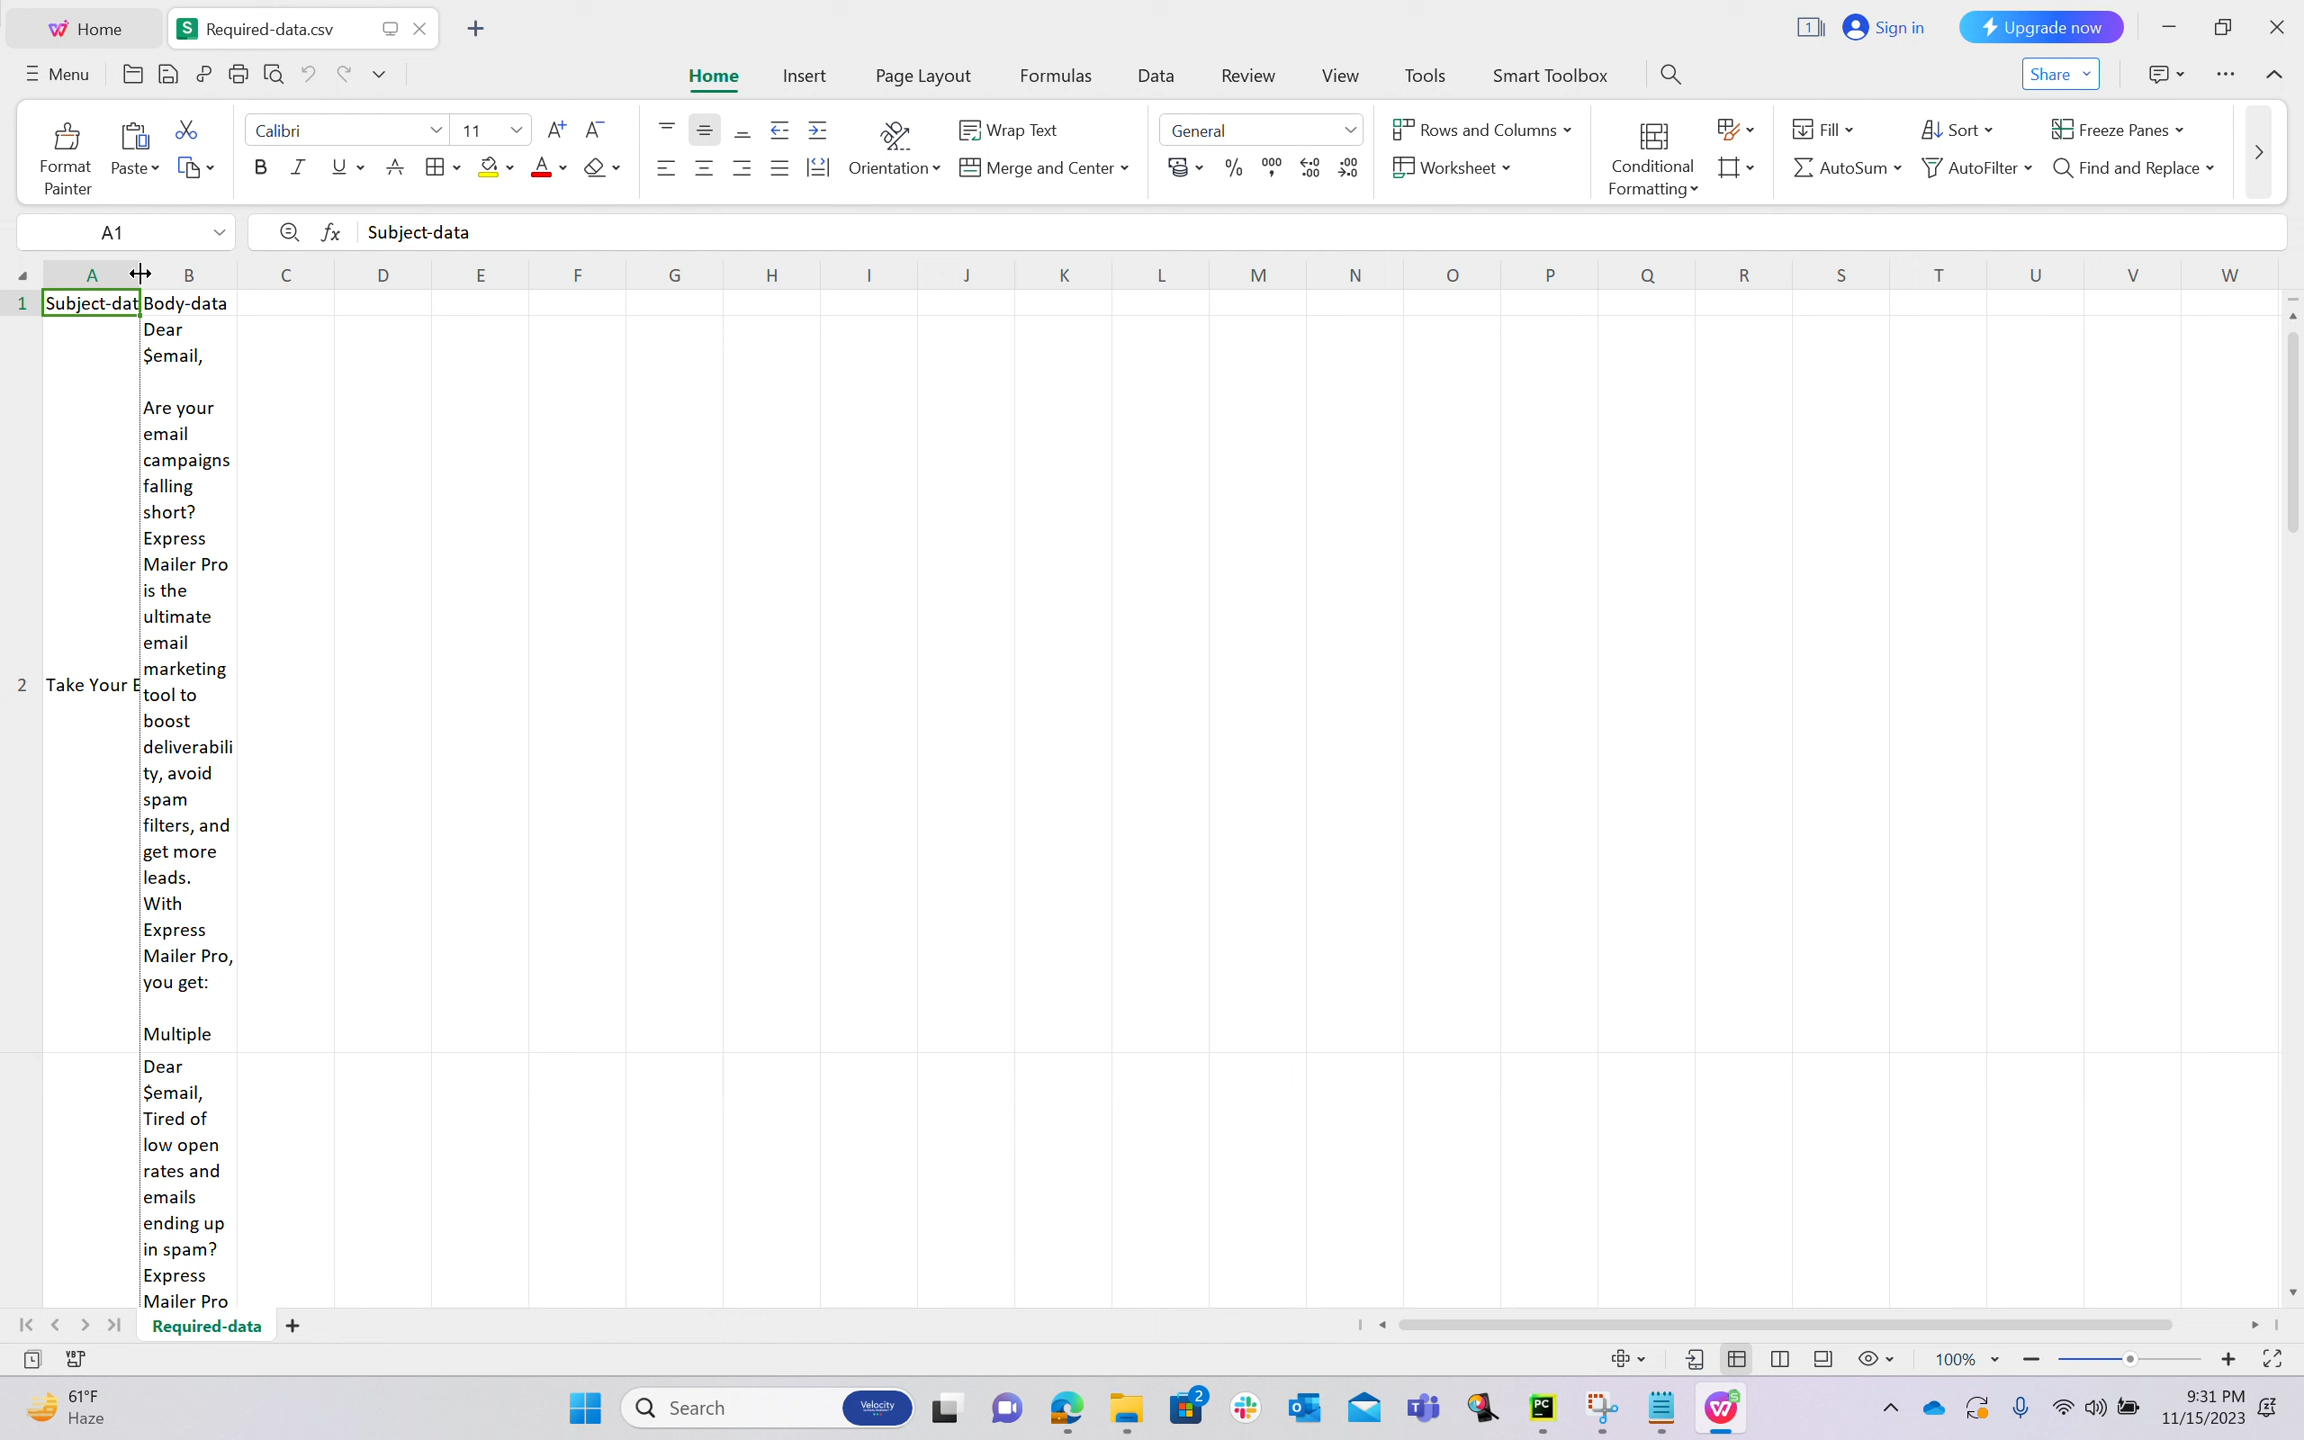 Home
Required-data.csv
1
Sign in
Upgrade now
Menu
Home Insert Page Layout Formulas Data Review View Tools Smart Toolbox
Share
Format Painter
Paste
Calibri
11
Wrap Text
Orientation
Merge and Center
General
Rows and Columns
Worksheet
Conditional Formatting
Fill
Sort
Freeze Panes
AutoSum
AutoFilter
Find and Replace
A1
fx
Subject-data
A B C D E F G H I J K L M N O P Q R S T U V W
1 Subject-dat Body-data
Dear
$email,
Are your
email
campaigns
falling
short?
Express
Mailer Pro
is the
ultimate
email
marketing
2 Take Your E
tool to
boost
deliverabili
ty, avoid
spam
filters, and
get more
leads.
With
Express
Mailer Pro,
you get:
Multiple
Dear
$email,
Tired of
low open
rates and
emails
ending up
in spam?
Express
Mailer Pro
Required-data
100%
61°F
Haze
Search
Velocity
2
PC
9:31 PM
11/15/2023